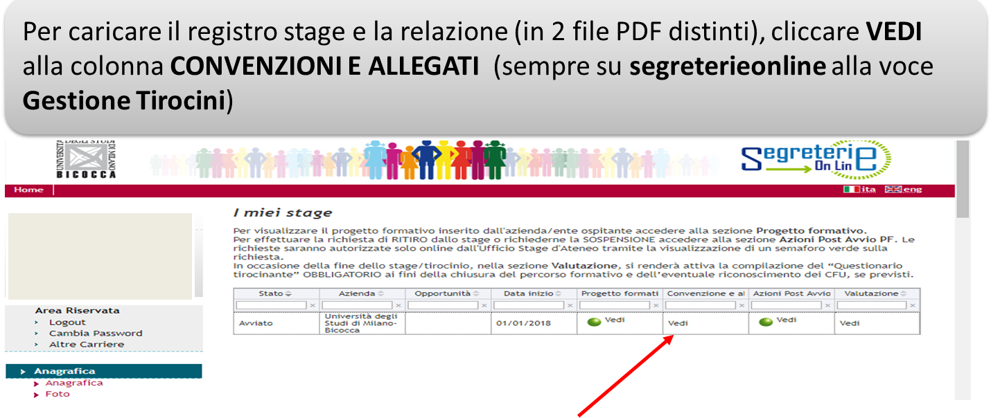 Per caricare il registro stage e la relazione (in 2 file PDF distinti), cliccare VEDI
alla colonna CONVENZIONI E ALLEGATI (sempre su segreterieonline alla voce
Gestione Tirocini)
UNIVERSITÀ DEGLI STUDI DI MILANO
BICOCCA
Segreterie
On Line
Home
ita eng
I miei stage
Per visualizzare il progetto formativo inserito dall'azienda/ente ospitante accedere alla sezione Progetto formativo.
Per effettuare la richiesta di RITIRO dallo stage o richiederne la SOSPENSIONE accedere alla sezione Azioni Post Avvio PF. Le
richieste saranno autorizzate solo online dall'Ufficio Stage d'Ateneo tramite la visualizzazione di un semaforo verde sulla
richiesta.
In occasione della fine dello stage/tirocinio, nella sezione Valutazione, si renderà attiva la compilazione del “Questionario
tirocinante” OBBLIGATORIO ai fini della chiusura del percorso formativo e dell’eventuale riconoscimento dei CFU, se previsti.
Stato Azienda Opportunità Data inizio Progetto formati Convenzione e al Azioni Post Avvio Valutazione
× × × × × × × ×
Avviato Università degli Studi di Milano-Bicocca 01/01/2018 Vedi Vedi Vedi Vedi
Area Riservata
Logout
Cambia Password
Altre Carriere
Anagrafica
Anagrafica
Foto